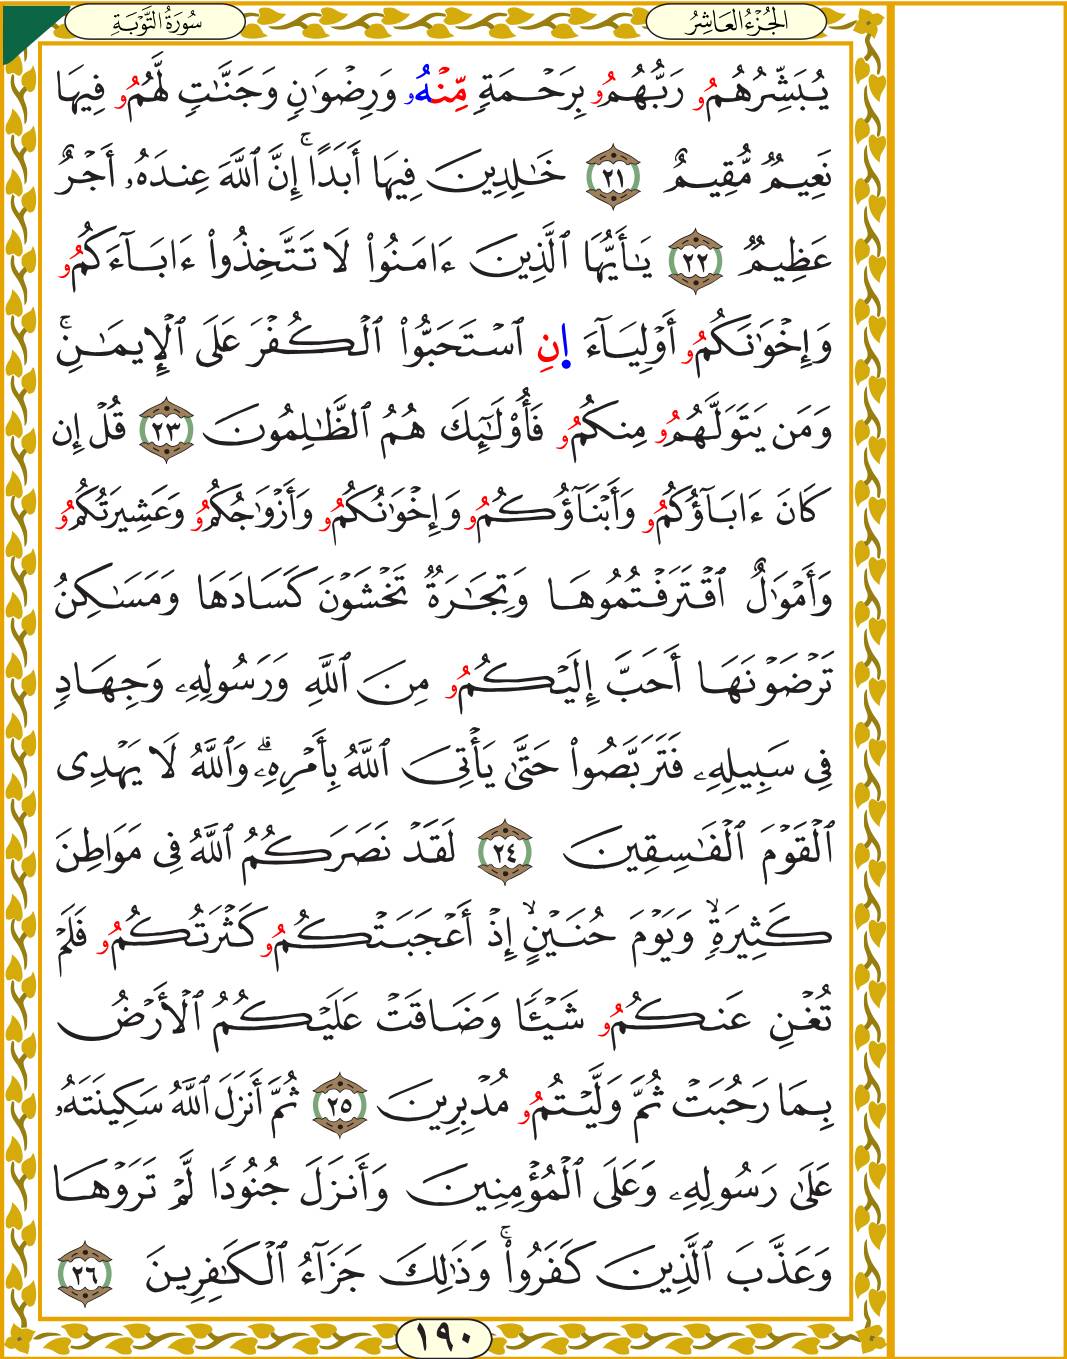 الجُزْءُ العَاشِرُ
سُورَةُ التَّوْبَةِ
يُبَشِّرُهُمُۥ رَبُّهُمُۥ بِرَحْمَةٖ مِّنْهُۥ وَرِضْوَٰنٖ وَجَنَّٰتٖ لَّهُمُۥ فِيهَا
نَعِيمٞ مُّقِيمٌ ٢١ خَٰلِدِينَ فِيهَا أَبَدًاۚ إِنَّ ٱللَّهَ عِندَهُۥ أَجْرٌ
عَظِيمٞ ٢٢ يَٰأَيُّهَا ٱلَّذِينَ ءَامَنُوا۟ لَا تَتَّخِذُوا۟ ءَابَآءَكُمُۥ
وَإِخْوَٰنَكُمُۥ أَوْلِيَآءَ اِنِ ٱسْتَحَبُّوا۟ ٱلْكُفْرَ عَلَى ٱلْإِيمَٰنِۚ
وَمَن يَتَوَلَّهُمُۥ مِنكُمُۥ فَأُو۟لَٰٓئِكَ هُمُ ٱلظَّٰلِمُونَ ٢٣ قُلْ إِن
كَانَ ءَابَآؤُكُمُۥ وَأَبْنَآؤُكُمُۥ وَإِخْوَٰنُكُمُۥ وَأَزْوَٰجُكُمُۥ وَعَشِيرَتُكُمُۥ
وَأَمْوَٰلٌ ٱقْتَرَفْتُمُوهَا وَتِجَٰرَةٞ تَخْشَوْنَ كَسَادَهَا وَمَسَٰكِنُ
تَرْضَوْنَهَا أَحَبَّ إِلَيْكُمُۥ مِنَ ٱللَّهِ وَرَسُولِهِۦ وَجِهَادٖ
فِى سَبِيلِهِۦ فَتَرَبَّصُوا۟ حَتَّىٰ يَأْتِىَ ٱللَّهُ بِأَمْرِهِۦۗ وَٱللَّهُ لَا يَهْدِى
ٱلْقَوْمَ ٱلْفَٰسِقِينَ ٢٤ لَقَدْ نَصَرَكُمُ ٱللَّهُ فِى مَوَاطِنَ
كَثِيرَةٖۙ وَيَوْمَ حُنَيْنٍۙ إِذْ أَعْجَبَتْكُمُۥ كَثْرَتُكُمُۥ فَلَمْ
تُغْنِ عَنكُمُۥ شَيْـًٔا وَضَاقَتْ عَلَيْكُمُ ٱلْأَرْضُ
بِمَا رَحُبَتْ ثُمَّ وَلَّيْتُمُۥ مُدْبِرِينَ ٢٥ ثُمَّ أَنزَلَ ٱللَّهُ سَكِينَتَهُۥ
عَلَىٰ رَسُولِهِۦ وَعَلَى ٱلْمُؤْمِنِينَ وَأَنزَلَ جُنُودٗا لَّمْ تَرَوْهَا
وَعَذَّبَ ٱلَّذِينَ كَفَرُوا۟ۚ وَذَٰلِكَ جَزَآءُ ٱلْكَٰفِرِينَ ٢٦
١٩٠